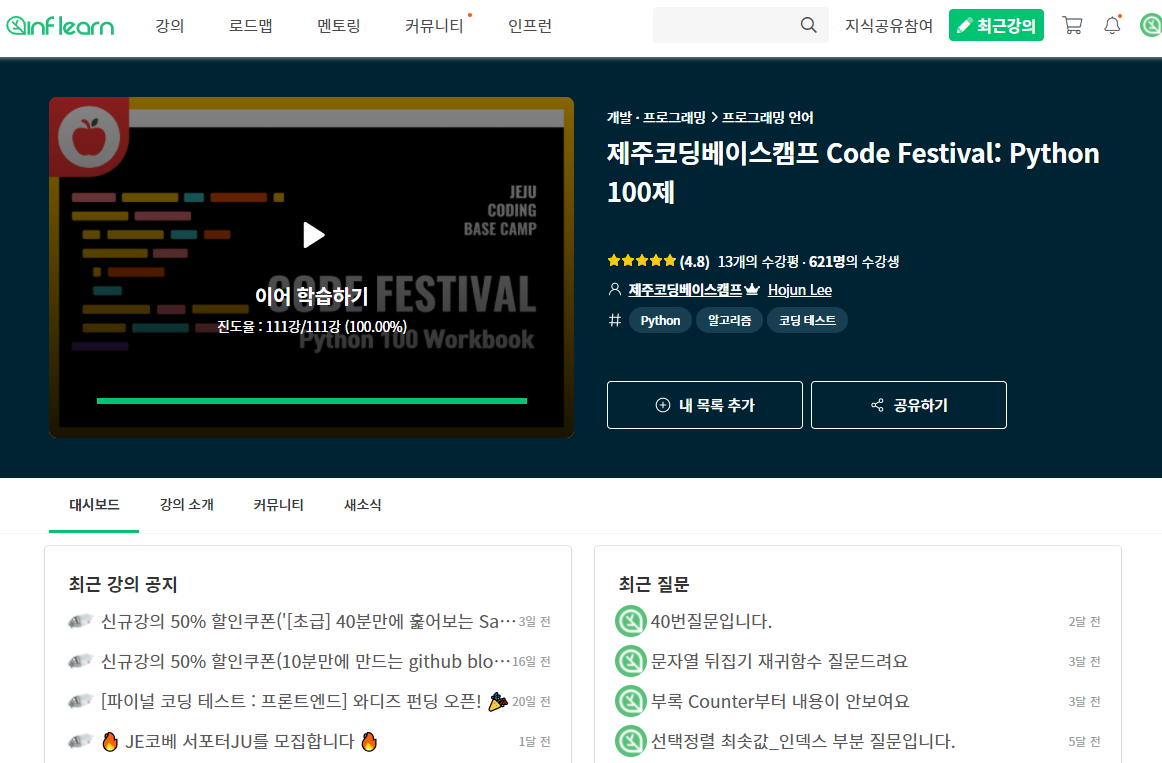 inflearn 강의 로드맵 멘토링 커뮤니티 인프런 지식공유참여 최근강의
JEJU
CODING
BASE CAMP
CODE FESTIVAL
Python 100 Workbook
이어 학습하기
진도율 : 111강/111강 (100.00%)
개발 · 프로그래밍 > 프로그래밍 언어
제주코딩베이스캠프 Code Festival: Python
100제
(4.8) 13개의 수강평 · 621명의 수강생
제주코딩베이스캠프 Hojun Lee
# Python 알고리즘 코딩 테스트
내 목록 추가 공유하기
대시보드 강의 소개 커뮤니티 새소식
최근 강의 공지
신규강의 50% 할인쿠폰('[초급] 40분만에 훑어보는 Sa··· 3일 전
신규강의 50% 할인쿠폰(10분만에 만드는 github blo··· 16일 전
[파이널 코딩 테스트 : 프론트엔드] 와디즈 펀딩 오픈! 🎉 20일 전
🔥 JE코베 서포터JU를 모집합니다 🔥 1달 전
최근 질문
40번질문입니다. 2달 전
문자열 뒤집기 재귀함수 질문드려요 3달 전
부록 Counter부터 내용이 안보여요 3달 전
선택정렬 최솟값_인덱스 부분 질문입니다. 5달 전